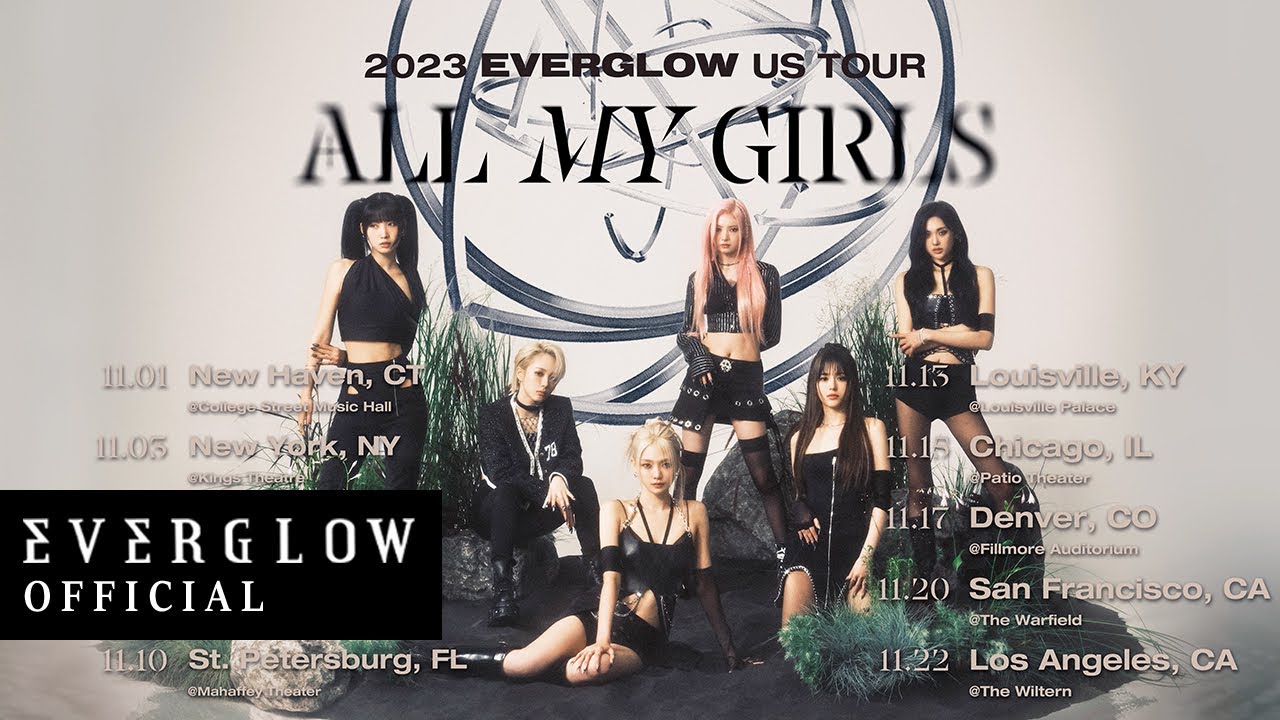 2023 EVERGLOW US TOUR
ALL MY GIRLS
11.01 New Haven, CT
@College Street Music Hall
11.03 New York, NY
@Kings Theatre
EVERGLOW
OFFICIAL
11.10 St. Petersburg, FL
@Mahaffey Theater
11.13 Louisville, KY
@Louisville Palace
11.15 Chicago, IL
@Patio Theater
11.17 Denver, CO
@Fillmore Auditorium
11.20 San Francisco, CA
@The Warfield
11.22 Los Angeles, CA
@The Wiltern
78